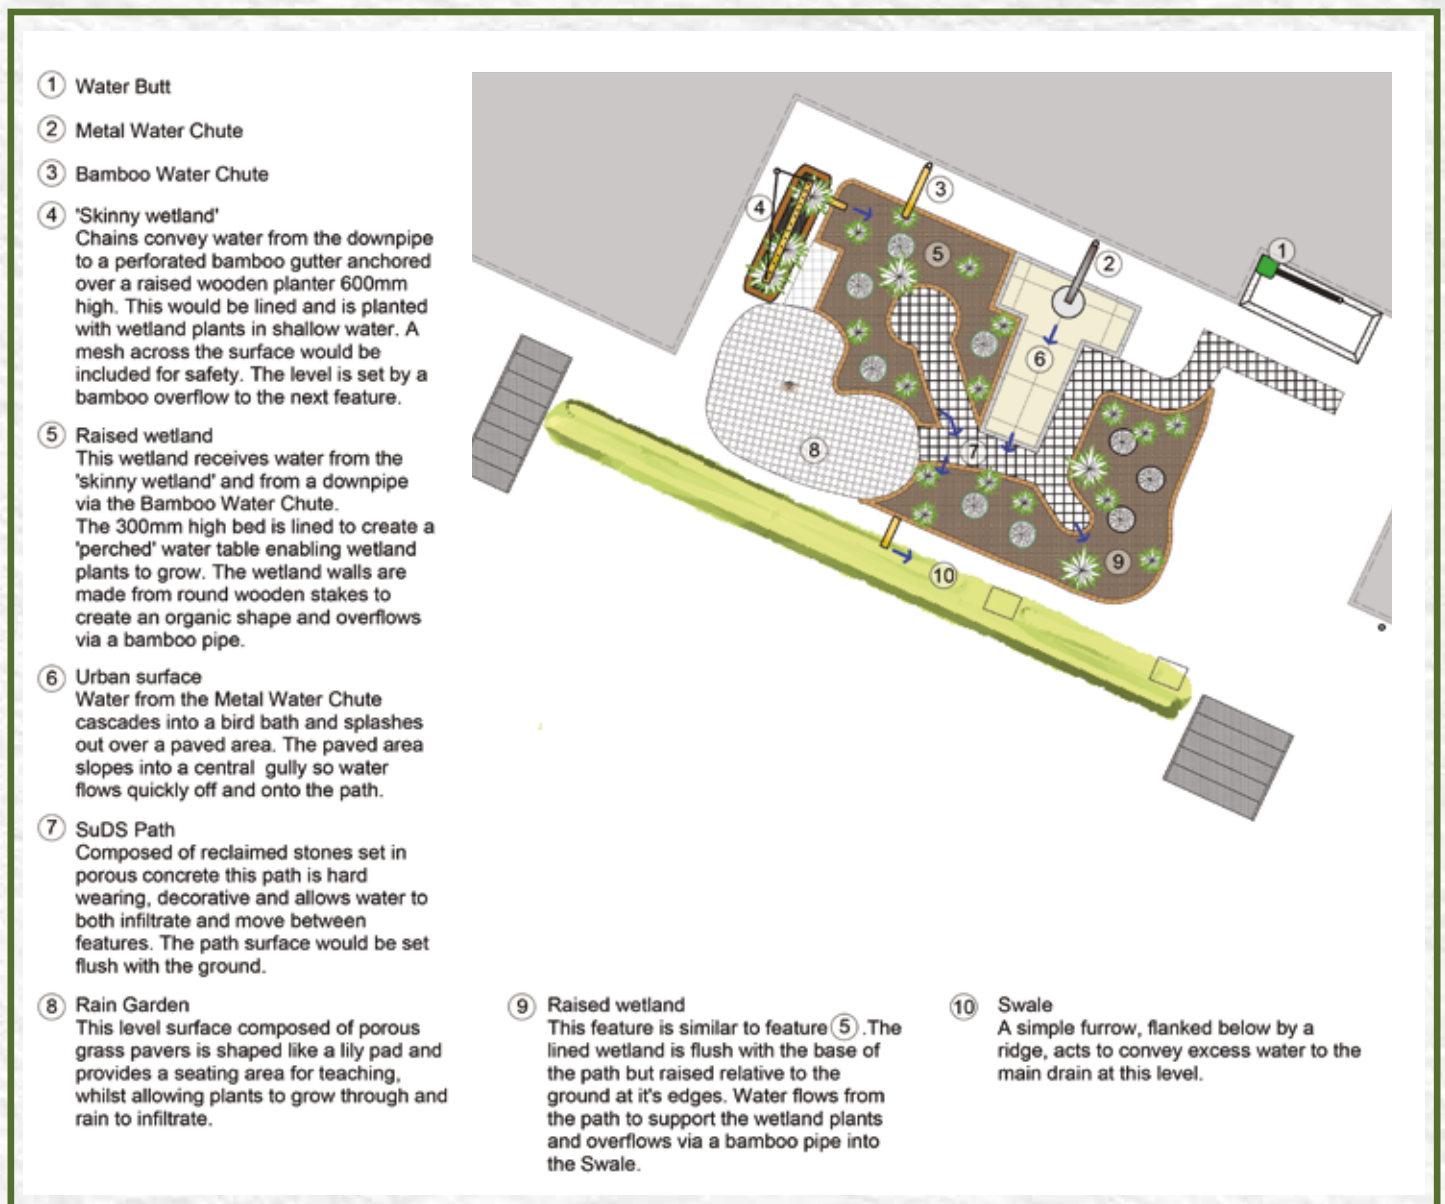 1 Water Butt
2 Metal Water Chute
3 Bamboo Water Chute
4 'Skinny wetland'
Chains convey water from the downpipe
to a perforated bamboo gutter anchored
over a raised wooden planter 600mm
high. This would be lined and is planted
with wetland plants in shallow water. A
mesh across the surface would be
included for safety. The level is set by a
bamboo overflow to the next feature.
5 Raised wetland
This wetland receives water from the
'skinny wetland' and from a downpipe
via the Bamboo Water Chute.
The 300mm high bed is lined to create a
'perched' water table enabling wetland
plants to grow. The wetland walls are
made from round wooden stakes to
create an organic shape and overflows
via a bamboo pipe.
6 Urban surface
Water from the Metal Water Chute
cascades into a bird bath and splashes
out over a paved area. The paved area
slopes into a central gully so water
flows quickly off and onto the path.
7 SuDS Path
Composed of reclaimed stones set in
porous concrete this path is hard
wearing, decorative and allows water to
both infiltrate and move between
features. The path surface would be set
flush with the ground.
8 Rain Garden
This level surface composed of porous
grass pavers is shaped like a lily pad and
provides a seating area for teaching,
whilst allowing plants to grow through and
rain to infiltrate.
9 Raised wetland
This feature is similar to feature 5 .The
lined wetland is flush with the base of
the path but raised relative to the
ground at it's edges. Water flows from
the path to support the wetland plants
and overflows via a bamboo pipe into
the Swale.
10 Swale
A simple furrow, flanked below by a
ridge, acts to convey excess water to the
main drain at this level.
3
4
5
2
1
6
7
8
9
10